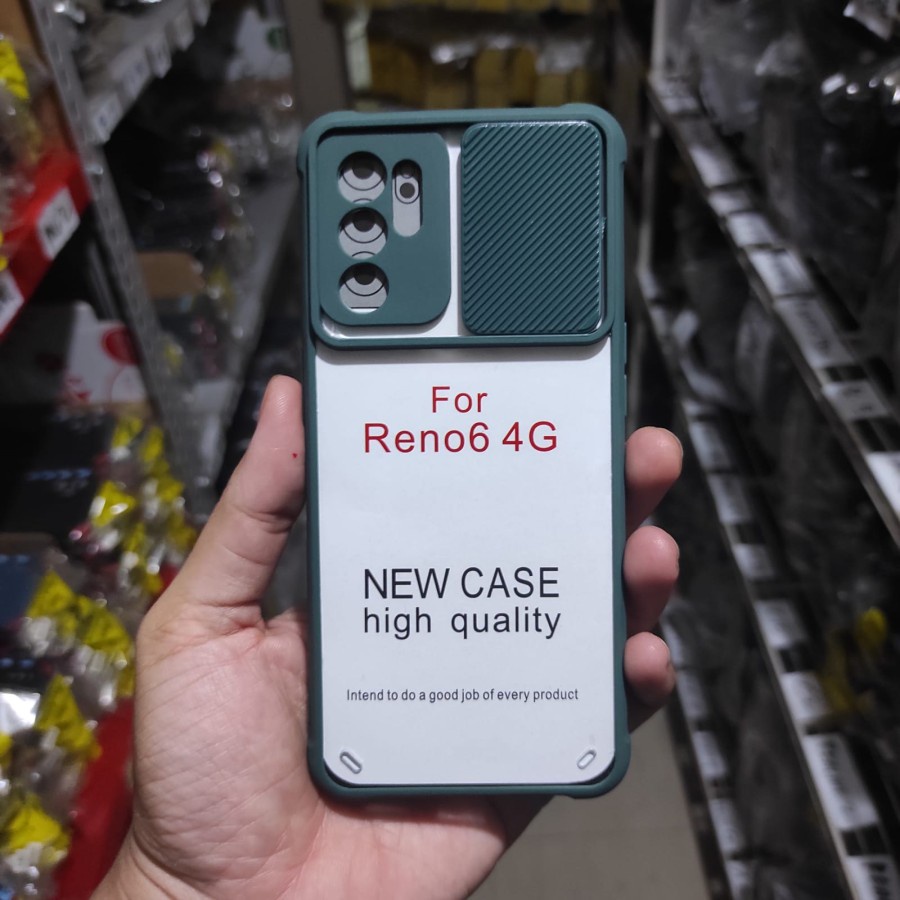 For
Reno6 4G
NEW CASE
high quality
Intend to do a good job of every product